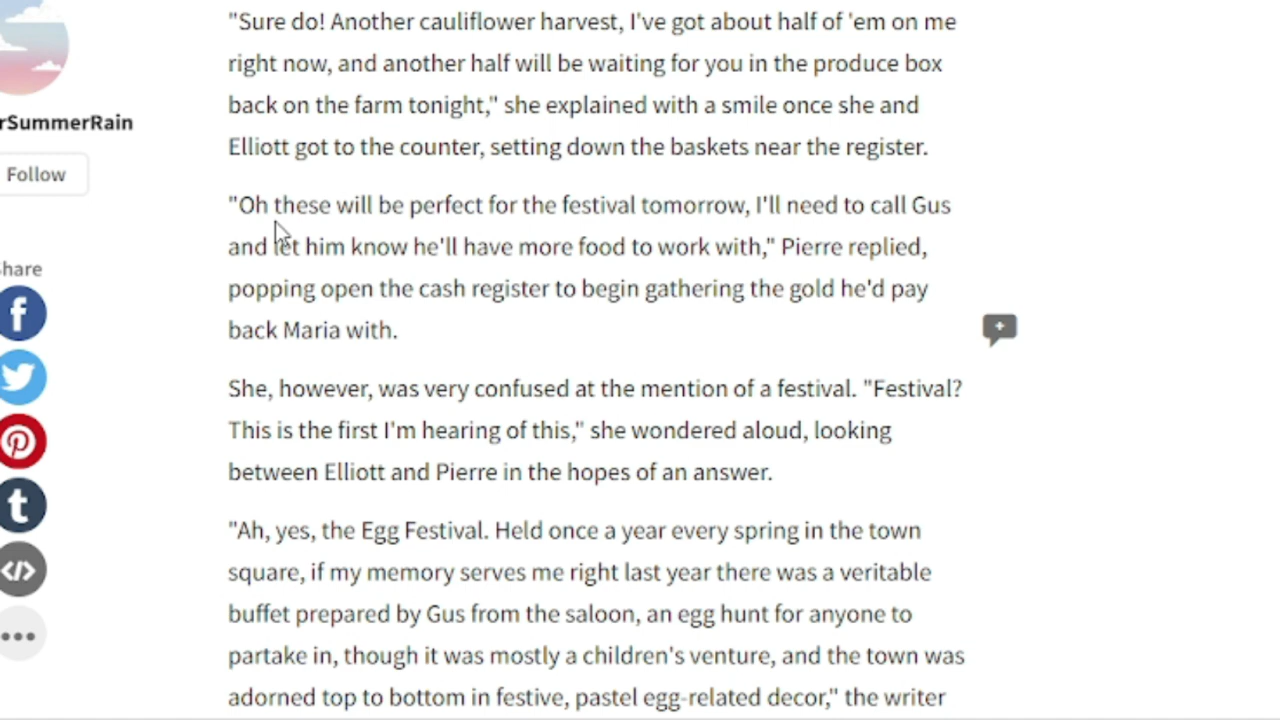 "Sure do! Another cauliflower harvest, I've got about half of 'em on me
right now, and another half will be waiting for you in the produce box
back on the farm tonight," she explained with a smile once she and
rSummerRain
Elliott got to the counter, setting down the baskets near the register.
Follow
"Oh these will be perfect for the festival tomorrow, I'll need to call Gus
and let him know he'll have more food to work with," Pierre replied,
hare
popping open the cash register to begin gathering the gold he'd pay
back Maria with.
She, however, was very confused at the mention of a festival. "Festival?
This is the first I'm hearing of this," she wondered aloud, looking
between Elliott and Pierre in the hopes of an answer.
"Ah, yes, the Egg Festival. Held once a year every spring in the town
square, if my memory serves me right last year there was a veritable
buffet prepared by Gus from the saloon, an egg hunt for anyone to
partake in, though it was mostly a children's venture, and the town was
adorned top to bottom in festive, pastel egg-related decor," the writer